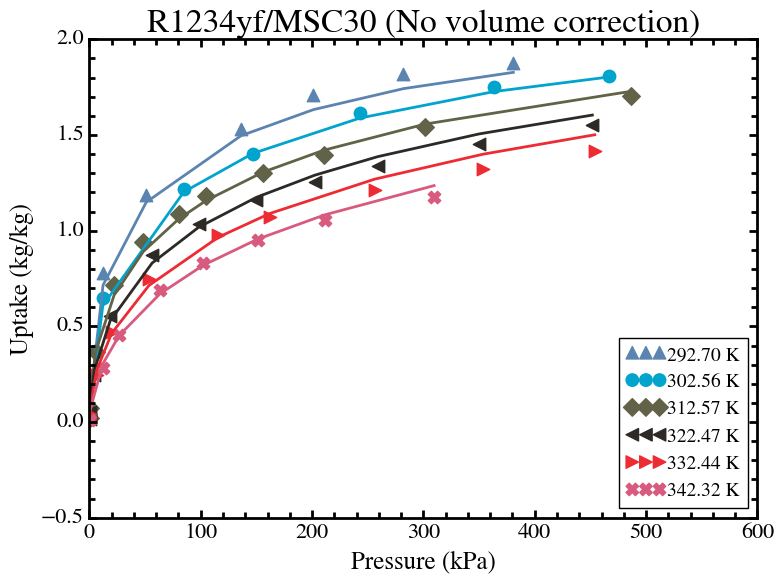 R1234yf/MSC30 (No volume correction)
2.0
1.5
1.0
0.5
0.0
−0.5
Uptake (kg/kg)
292.70 K
302.56 K
312.57 K
322.47 K
332.44 K
342.32 K
0 100 200 300 400 500 600
Pressure (kPa)